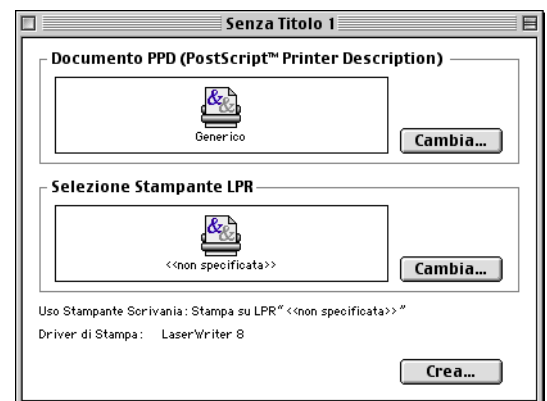 Senza Titolo 1
Documento PPD (PostScript™ Printer Description)
Generico
Cambia...
Selezione Stampante LPR
<<non specificata>>
Cambia...
Uso Stampante Scrivania: Stampa su LPR“ <<non specificata>> ”
Driver di Stampa: LaserWriter 8
Crea...